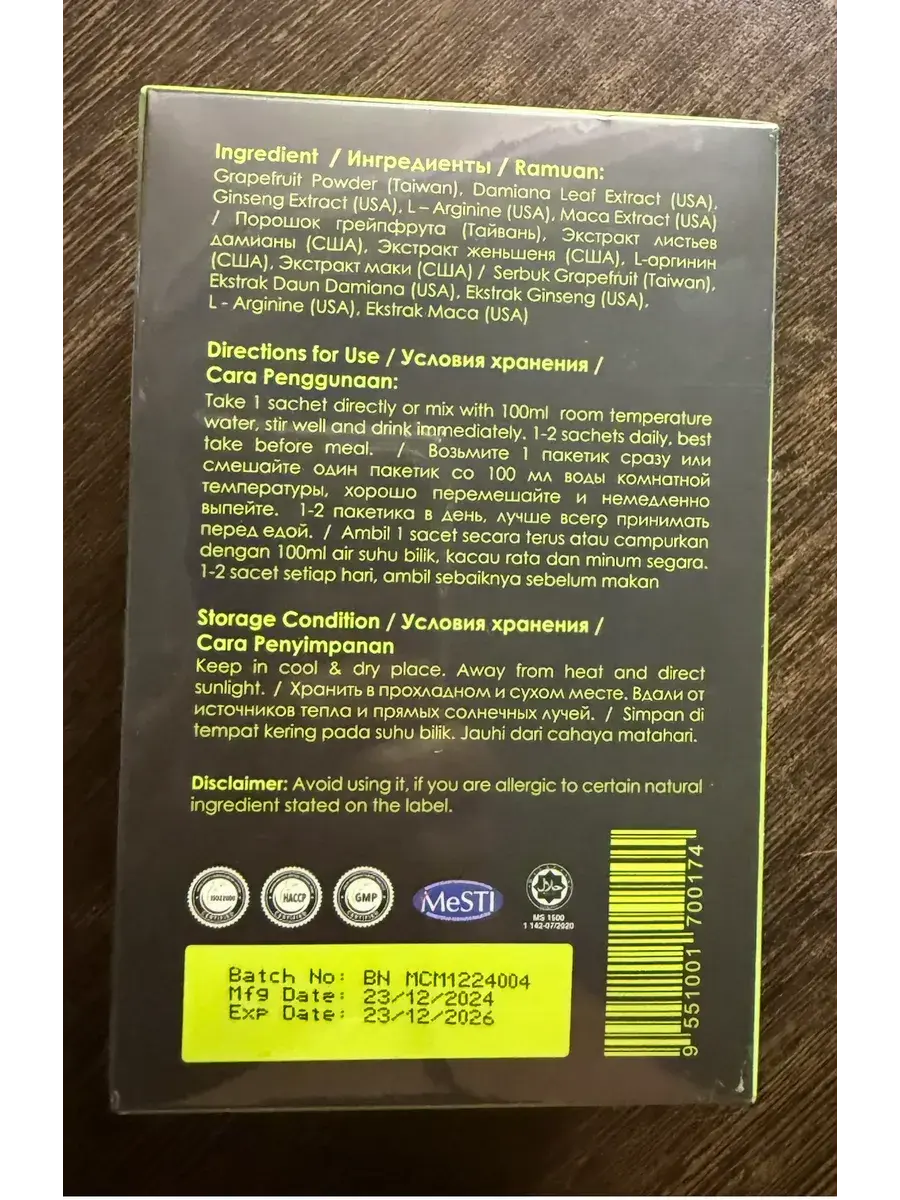 Ingredient / Ингредиенты / Ramuan:
Grapefruit Powder (Taiwan), Damiana Leaf Extract (USA),
Ginseng Extract (USA), L – Arginine (USA), Maca Extract (USA)
/ Порошок грейпфрута (Тайвань), Экстракт листьев
дамианы (США), Экстракт женьшеня (США), L-аргинин
(США), Экстракт маки (США) / Serbuk Grapefruit (Taiwan),
Ekstrak Daun Damiana (USA), Ekstrak Ginseng (USA),
L - Arginine (USA), Ekstrak Maca (USA)
Directions for Use / Условия хранения /
Cara Penggunaan:
Take 1 sachet directly or mix with 100ml room temperature
water, stir well and drink immediately. 1-2 sachets daily, best
take before meal. / Возьмите 1 пакетик сразу или
смешайте один пакетик со 100 мл воды комнатной
температуры, хорошо перемешайте и немедленно
выпейте. 1-2 пакетика в день, лучше всего принимать
перед едой. / Ambil 1 sacet secara terus atau campurkan
dengan 100ml air suhu bilik, kacau rata dan minum segara.
1-2 sacet setiap hari, ambil sebaiknya sebelum makan
Storage Condition / Условия хранения /
Cara Penyimpanan
Keep in cool & dry place. Away from heat and direct
sunlight. / Хранить в прохладном и сухом месте. Вдали от
источников тепла и прямых солнечных лучей. / Simpan di
tempat kering pada suhu bilik. Jauhi dari cahaya matahari.
Disclaimer: Avoid using it, if you are allergic to certain natural
ingredient stated on the label.
ISO22000
CERTIFIED
HACCP
CERTIFIED
GMP
CERTIFIED
MeSTI
حلال
MS 1500
1 142-07/2020
Batch No: BN MCM1224004
Mfg Date: 23/12/2024
Exp Date: 23/12/2026
9 551001 700174